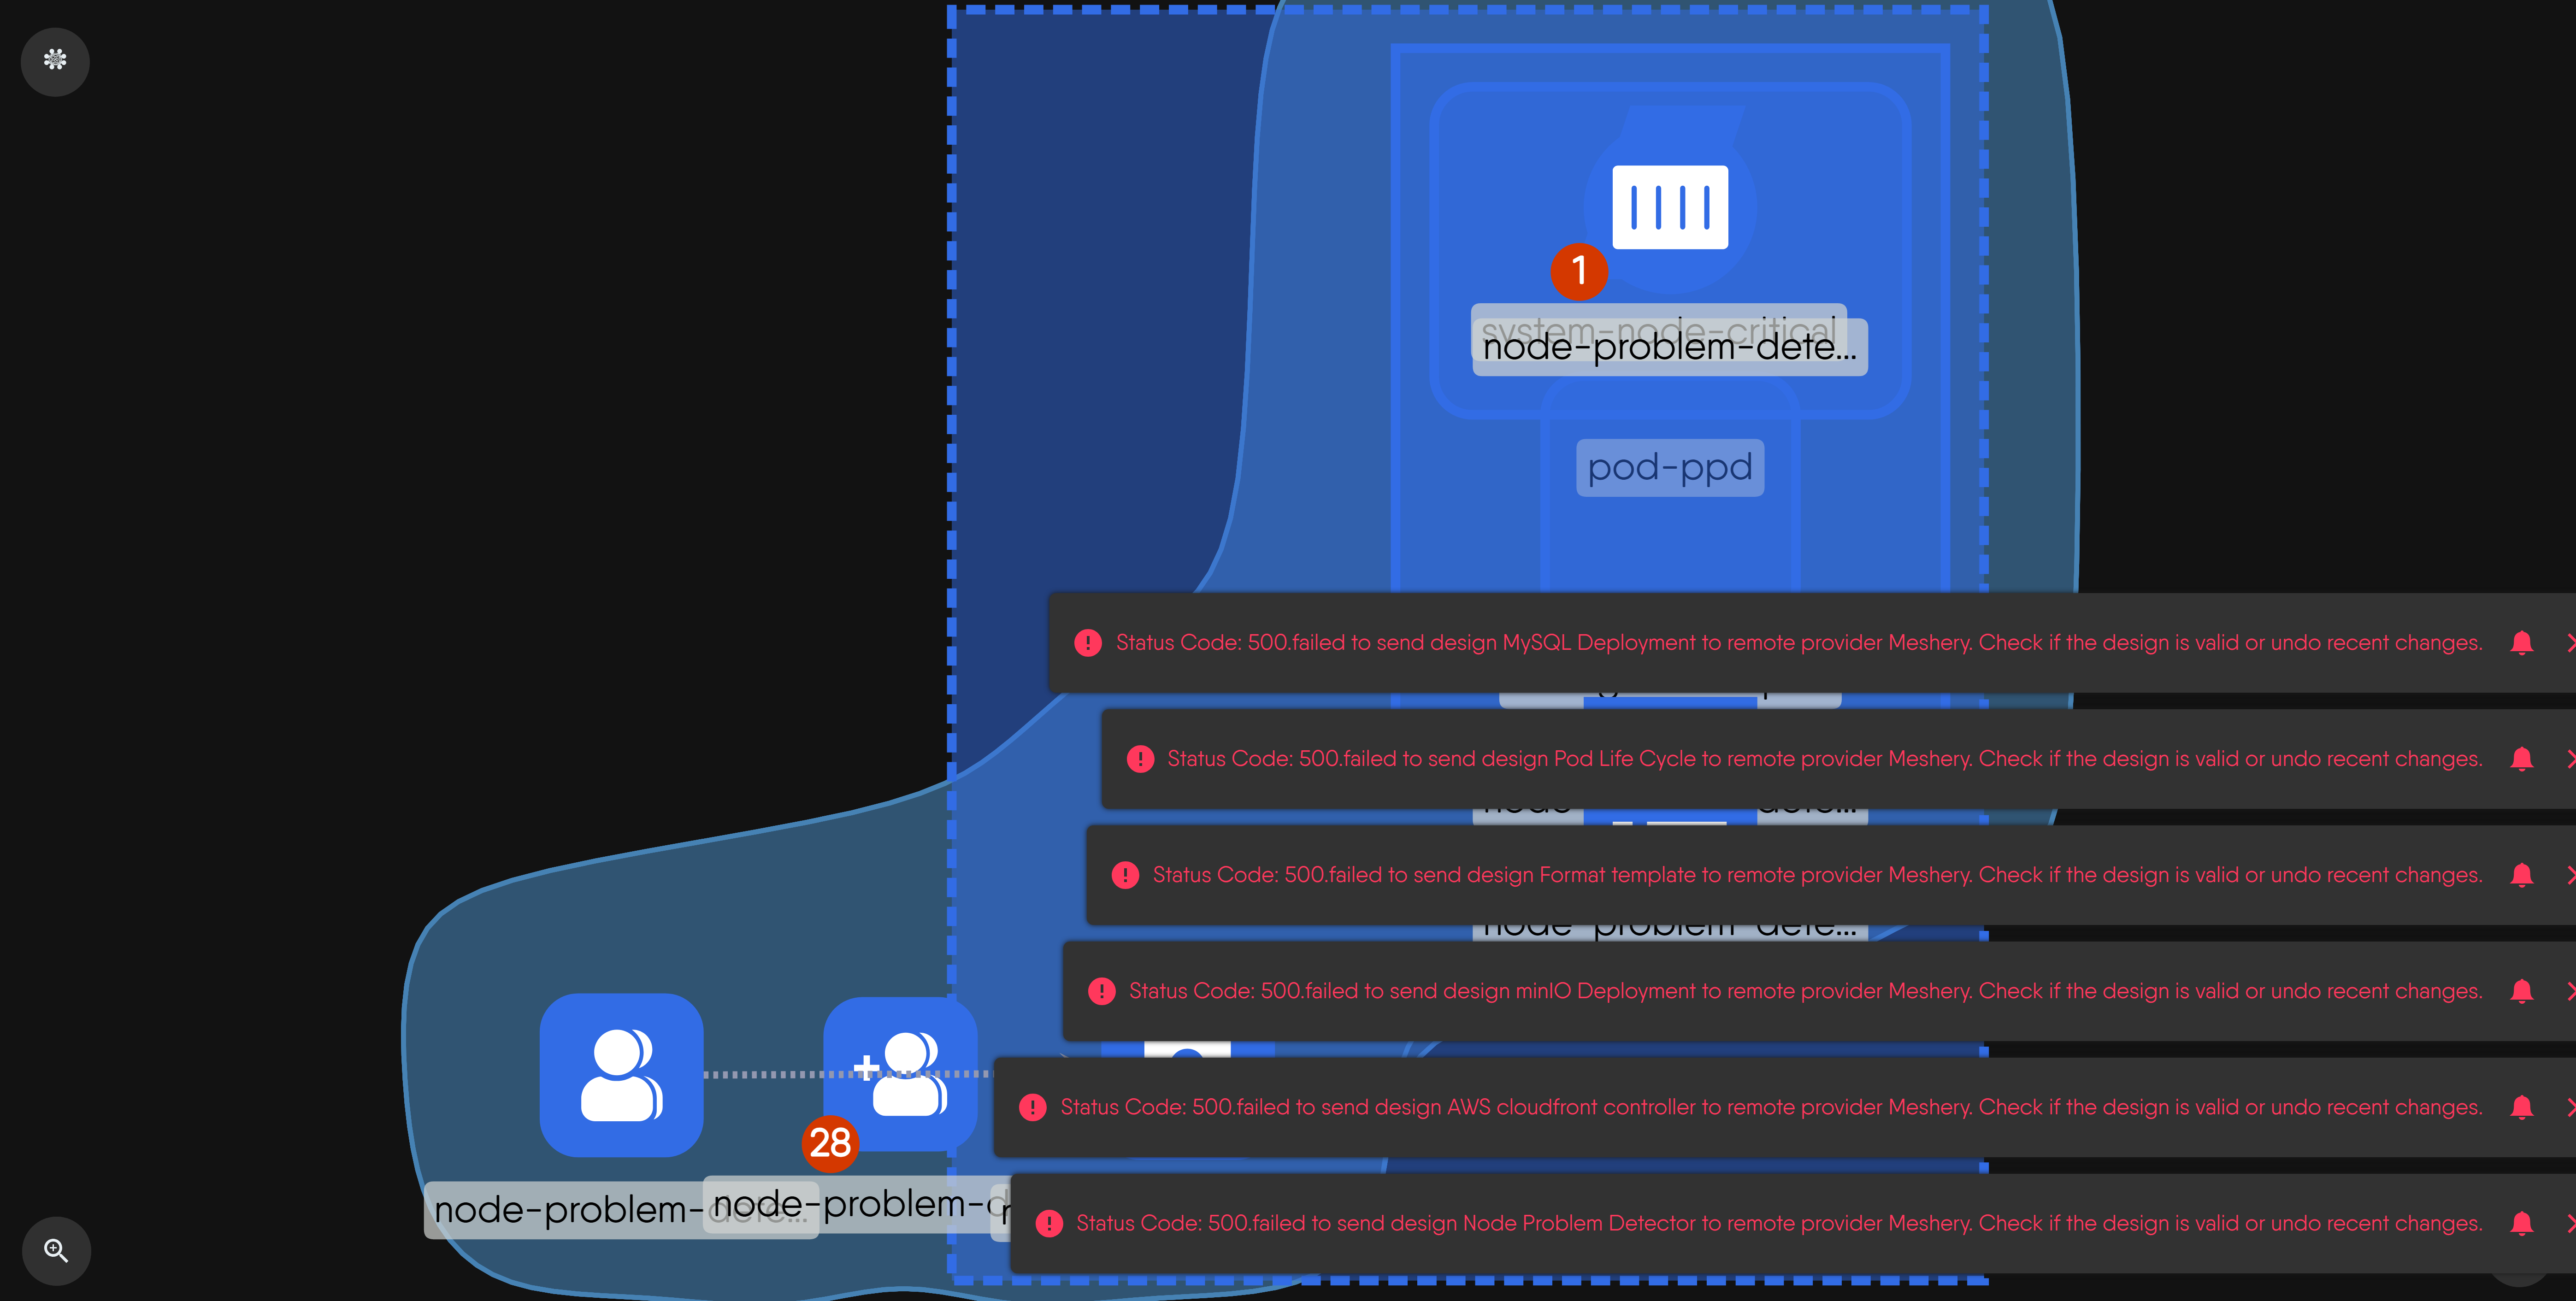 1
system-node-critical
node-problem-dete...
pod-ppd
Status Code: 500.failed to send design MySQL Deployment to remote provider Meshery. Check if the design is valid or undo recent changes.
Status Code: 500.failed to send design Pod Life Cycle to remote provider Meshery. Check if the design is valid or undo recent changes.
Status Code: 500.failed to send design Format template to remote provider Meshery. Check if the design is valid or undo recent changes.
node-problem-dete...
Status Code: 500.failed to send design minIO Deployment to remote provider Meshery. Check if the design is valid or undo recent changes.
Status Code: 500.failed to send design AWS cloudfront controller to remote provider Meshery. Check if the design is valid or undo recent changes.
28
node-problem-dete...
node-problem-d
Status Code: 500.failed to send design Node Problem Detector to remote provider Meshery. Check if the design is valid or undo recent changes.